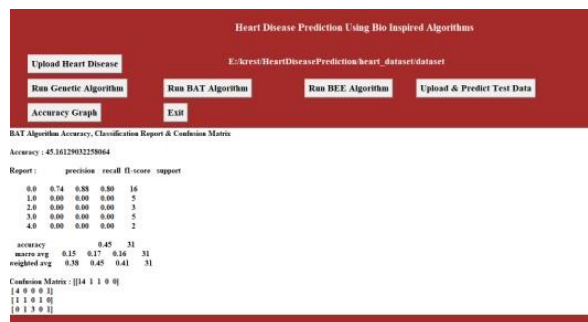 Heart Disease Prediction Using Bio Inspired Algorithms
Upload Heart Disease E:/krest/HeartDiseasePrediction/heart_dataset/dataset
Run Genetic Algorithm Run BAT Algorithm Run BEE Algorithm Upload & Predict Test Data
Accuracy Graph Exit
BAT Algorithm Accuracy, Classification Report & Confusion Matrix
Accuracy : 45.16129032258064
Report : precision recall f1-score support
0.0 0.74 0.88 0.80 16
1.0 0.00 0.00 0.00 5
2.0 0.00 0.00 0.00 3
3.0 0.00 0.00 0.00 5
4.0 0.00 0.00 0.00 2
accuracy 0.45 31
macro avg 0.15 0.17 0.16 31
weighted avg 0.38 0.45 0.41 31
Confusion Matrix : [[14 1 1 0 0]
[4 0 0 0 1]
[1 1 0 1 0]
[0 1 3 0 1]